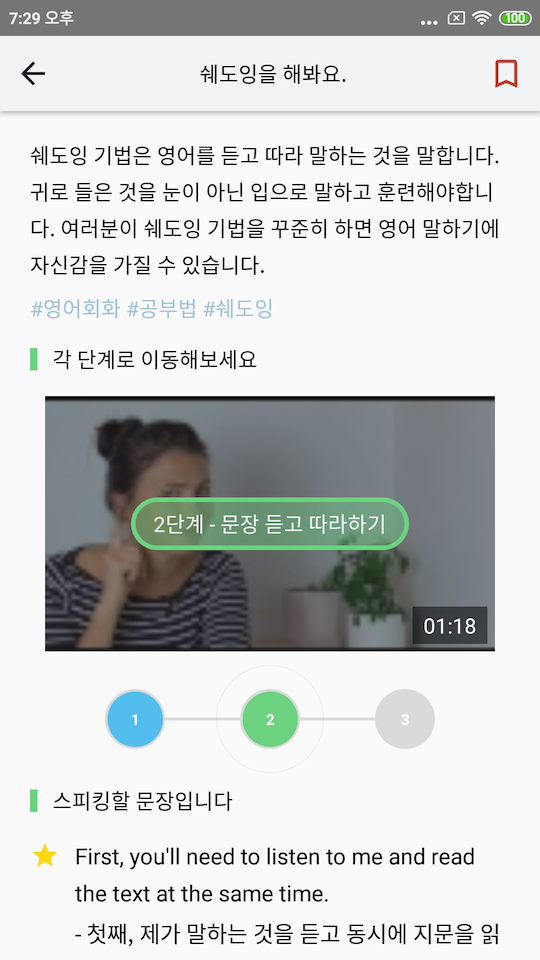 7:29 오후
100
쉐도잉을 해봐요.
쉐도잉 기법은 영어를 듣고 따라 말하는 것을 말합니다.
귀로 들은 것을 눈이 아닌 입으로 말하고 훈련해야합니
다. 여러분이 쉐도잉 기법을 꾸준히 하면 영어 말하기에
자신감을 가질 수 있습니다.
#영어회화 #공부법 #쉐도잉
각 단계로 이동해보세요
2단계 - 문장 듣고 따라하기
01:18
1 2 3
스피킹할 문장입니다
First, you'll need to listen to me and read
the text at the same time.
- 첫째, 제가 말하는 것을 듣고 동시에 지문을 읽